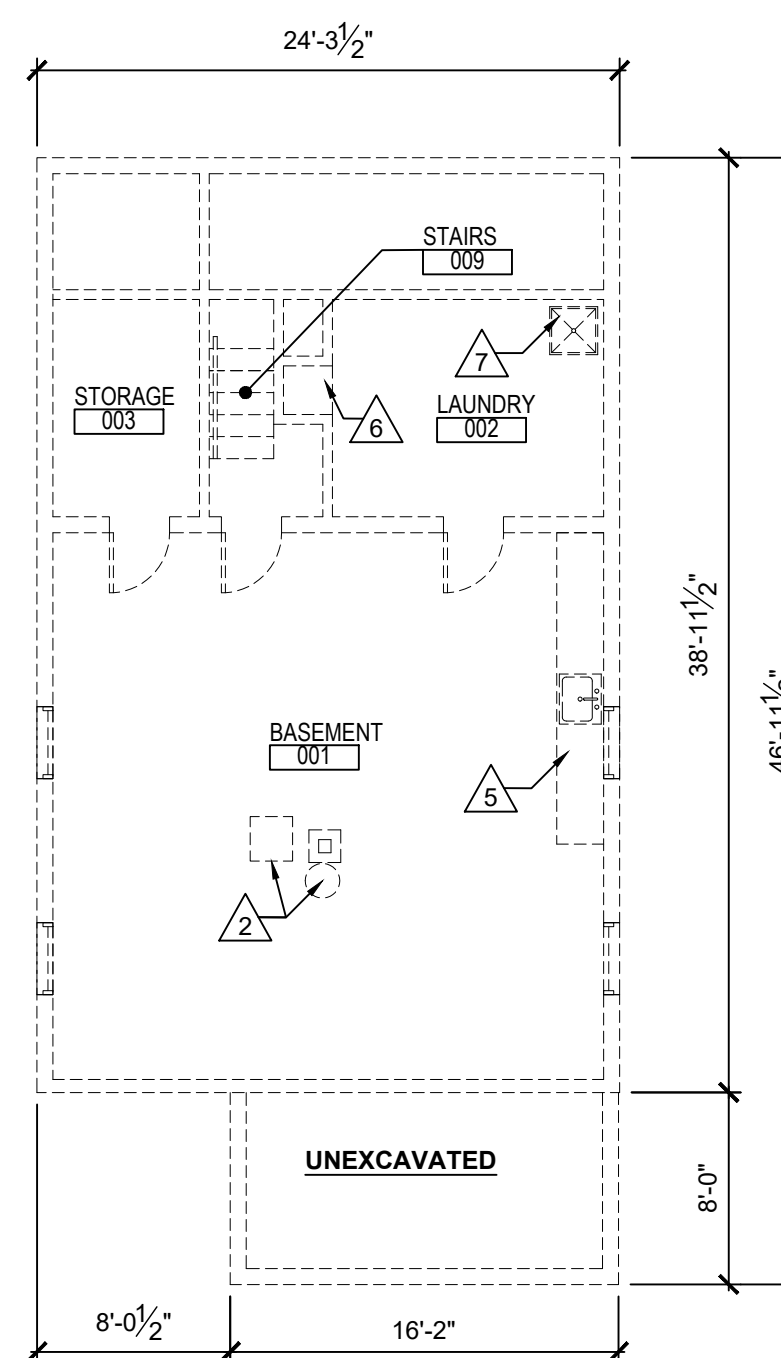 24'-3½"
STAIRS
009
7
STORAGE
003
6
LAUNDRY
002
38'-11½"
46'-11½"
BASEMENT
001
5
2
UNEXCAVATED
8'-0"
8'-0½"
16'-2"